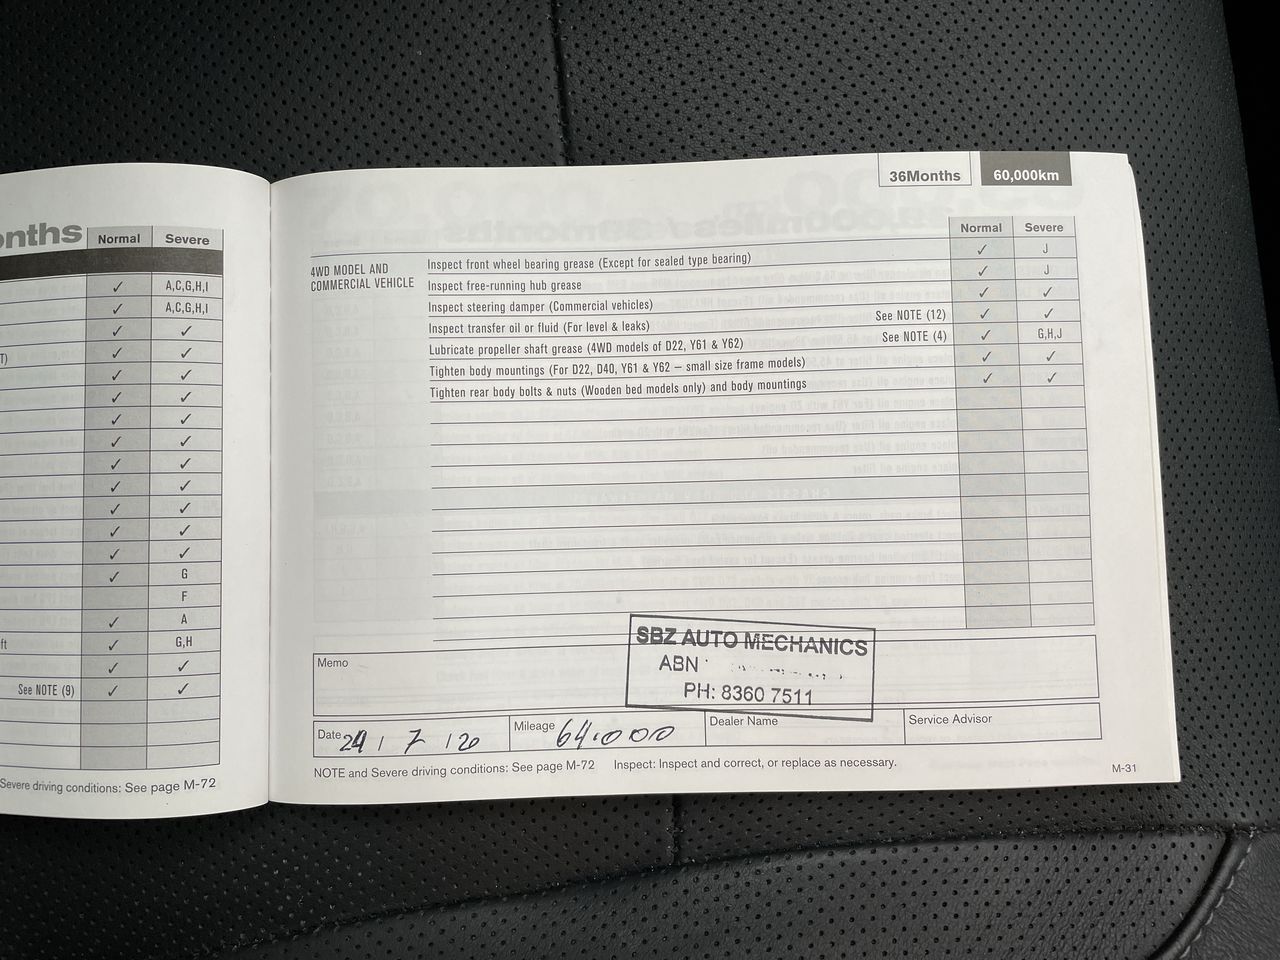 onths
Normal Severe
✓ A,C,G,H,I
✓ A,C,G,H,I
✓ ✓
T) ✓ ✓
✓ ✓
✓ ✓
✓ ✓
✓ ✓
✓ ✓
✓ ✓
✓ ✓
✓ ✓
✓ ✓
✓ G
F
✓ A
ft ✓ G,H
✓ ✓
See NOTE (9) ✓ ✓
Severe driving conditions: See page M-72
36Months 60,000km
Normal Severe
4WD MODEL AND
COMMERCIAL VEHICLE
Inspect front wheel bearing grease (Except for sealed type bearing) ✓ J
Inspect free-running hub grease ✓ J
Inspect steering damper (Commercial vehicles) ✓ ✓
Inspect transfer oil or fluid (For level & leaks) See NOTE (12) ✓ ✓
Lubricate propeller shaft grease (4WD models of D22, Y61 & Y62) See NOTE (4) ✓ G,H,J
Tighten body mountings (For D22, D40, Y61 & Y62 – small size frame models) ✓ ✓
Tighten rear body bolts & nuts (Wooden bed models only) and body mountings ✓ ✓
Memo
SBZ AUTO MECHANICS
ABN
PH: 8360 7511
Date 24 / 7 / 20 Mileage 64.000 Dealer Name Service Advisor
NOTE and Severe driving conditions: See page M-72 Inspect: Inspect and correct, or replace as necessary.
M-31